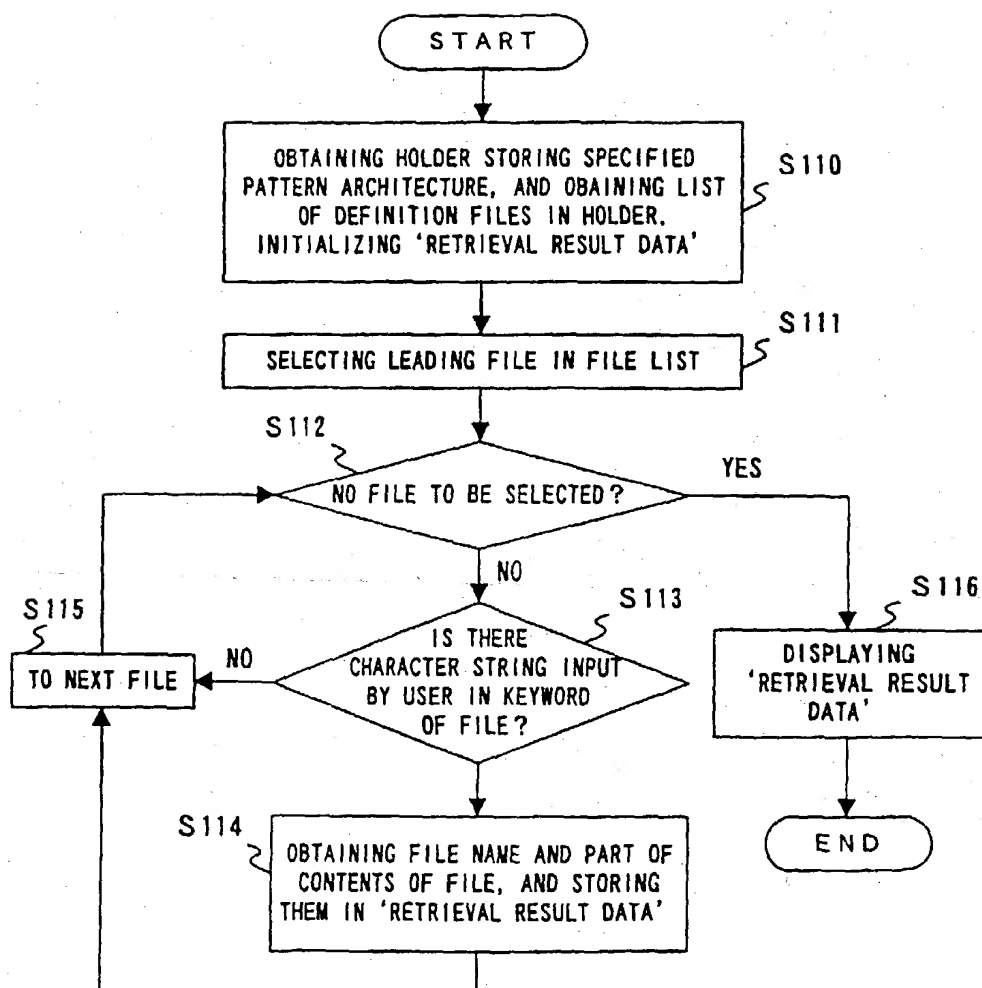 START
OBTAINING HOLDER STORING SPECIFIED
PATTERN ARCHITECTURE, AND OBAINING LIST
OF DEFINITION FILES IN HOLDER.
INITIALIZING ‘RETRIEVAL RESULT DATA’
S110
S111
SELECTING LEADING FILE IN FILE LIST
S112
NO FILE TO BE SELECTED?
YES
NO
S113
IS THERE
CHARACTER STRING INPUT
BY USER IN KEYWORD
OF FILE?
S115
NO
TO NEXT FILE
S116
DISPLAYING
‘RETRIEVAL RESULT
DATA’
S114
OBTAINING FILE NAME AND PART OF
CONTENTS OF FILE, AND STORING
THEM IN ‘RETRIEVAL RESULT DATA’
END